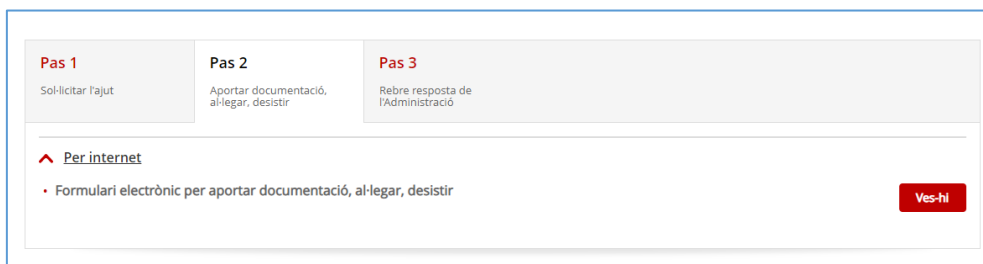 Pas 1
Sol·licitar l'ajut
Pas 2
Aportar documentació,
al·legar, desistir
Pas 3
Rebre resposta de
l'Administració
Per internet
• Formulari electrònic per aportar documentació, al·legar, desistir
Ves-hi